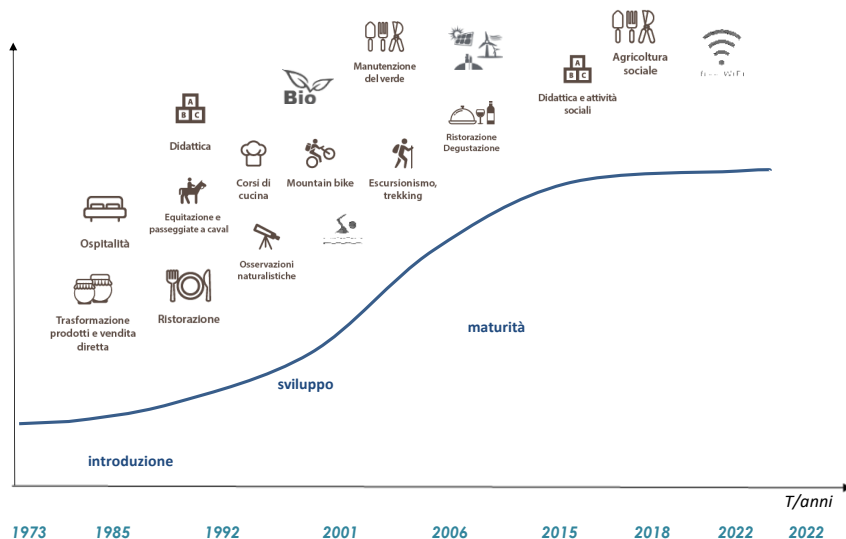 Agricoltura
sociale
Manutenzione
del verde
Bio
A
B C
Didattica e attività
sociali
A
B C
Didattica
Ristorazione
Degustazione
Corsi di
cucina
Mountain bike
Escursionismo,
trekking
Equitazione e
passeggiate a caval
Ospitalità
Osservazioni
naturalistiche
Trasformazione
prodotti e vendita
diretta
Ristorazione
maturità
sviluppo
introduzione
T/anni
1973 1985 1992 2001 2006 2015 2018 2022 2022